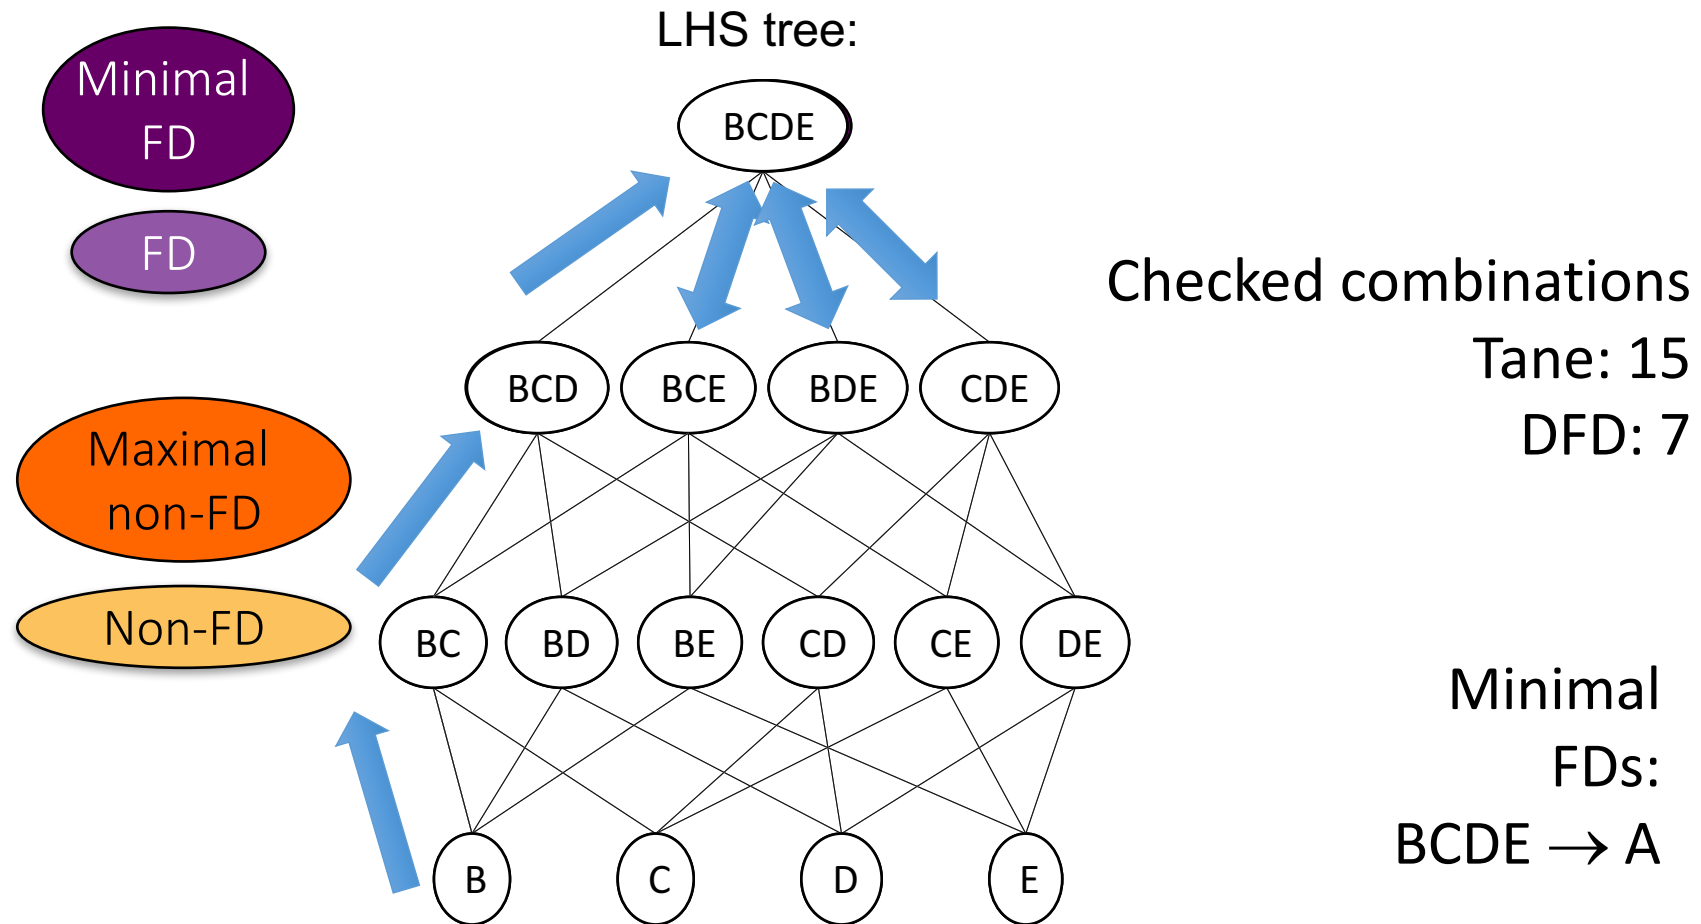 LHS tree:
Minimal
FD
FD
Maximal
non-FD
Non-FD
BCDE
BCD BCE BDE CDE
BC BD BE CD CE DE
B C D E
Checked combinations
Tane: 15
DFD: 7
Minimal
FDs:
BCDE → A